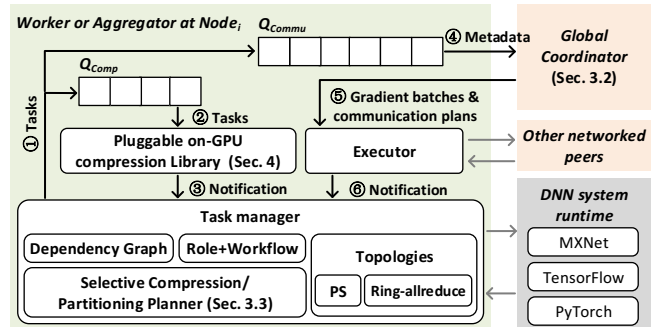 Worker or Aggregator at Node_i
Q_Commu
④ Metadata
Global
Coordinator
(Sec. 3.2)
Q_Comp
① Tasks
② Tasks
⑤ Gradient batches &
communication plans
Pluggable on-GPU
compression Library (Sec. 4)
Executor
Other networked
peers
③ Notification
⑥ Notification
Task manager
Dependency Graph
Role+Workflow
Topologies
Selective Compression/
Partitioning Planner (Sec. 3.3)
PS
Ring-allreduce
DNN system
runtime
MXNet
TensorFlow
PyTorch